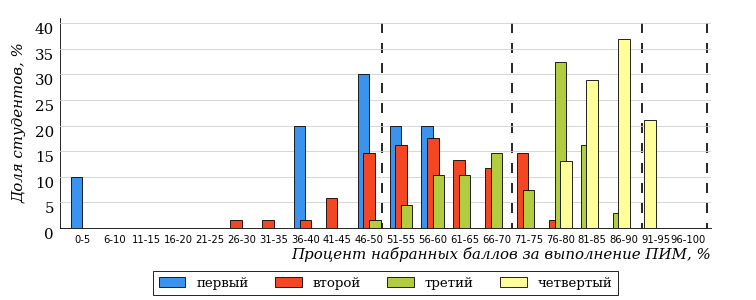 Доля студентов, %
40
35
30
25
20
15
10
5
0
0-5 6-10 11-15 16-20 21-25 26-30 31-35 36-40 41-45 46-50 51-55 56-60 61-65 66-70 71-75 76-80 81-85 86-90 91-95 96-100
Процент набранных баллов за выполнение ПИМ, %
первый второй третий четвертый